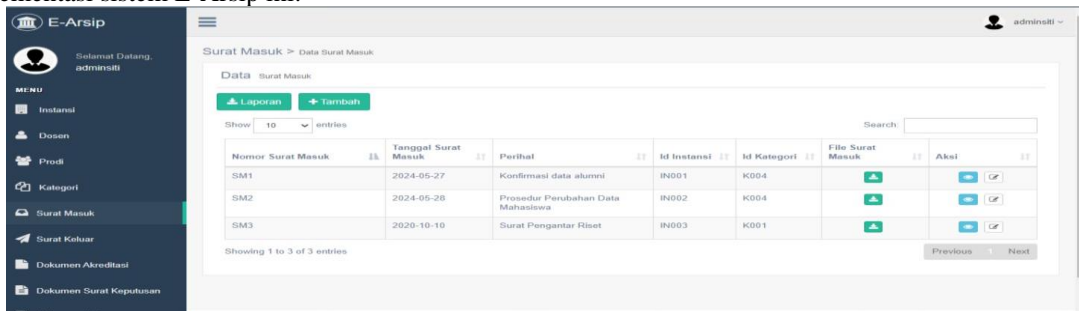 sistem E-Arsip ini.
E-Arsip
adminsiti
Selamat Datang,
adminsiti
MENU
Instansi
Dosen
Prodi
Kategori
Surat Masuk
Surat Keluar
Dokumen Akreditasi
Dokumen Surat Keputusan
Surat Masuk > Data Surat Masuk
Data Surat Masuk
Laporan + Tambah
Show 10 entries Search:
Nomor Surat Masuk Tanggal Surat Masuk Perihal Id Instansi Id Kategori File Surat Masuk Aksi
SM1 2024-05-27 Konfirmasi data alumni IN001 K004
SM2 2024-05-28 Prosedur Perubahan Data Mahasiswa IN002 K004
SM3 2020-10-10 Surat Pengantar Riset IN003 K001
Showing 1 to 3 of 3 entries
Previous 1 Next